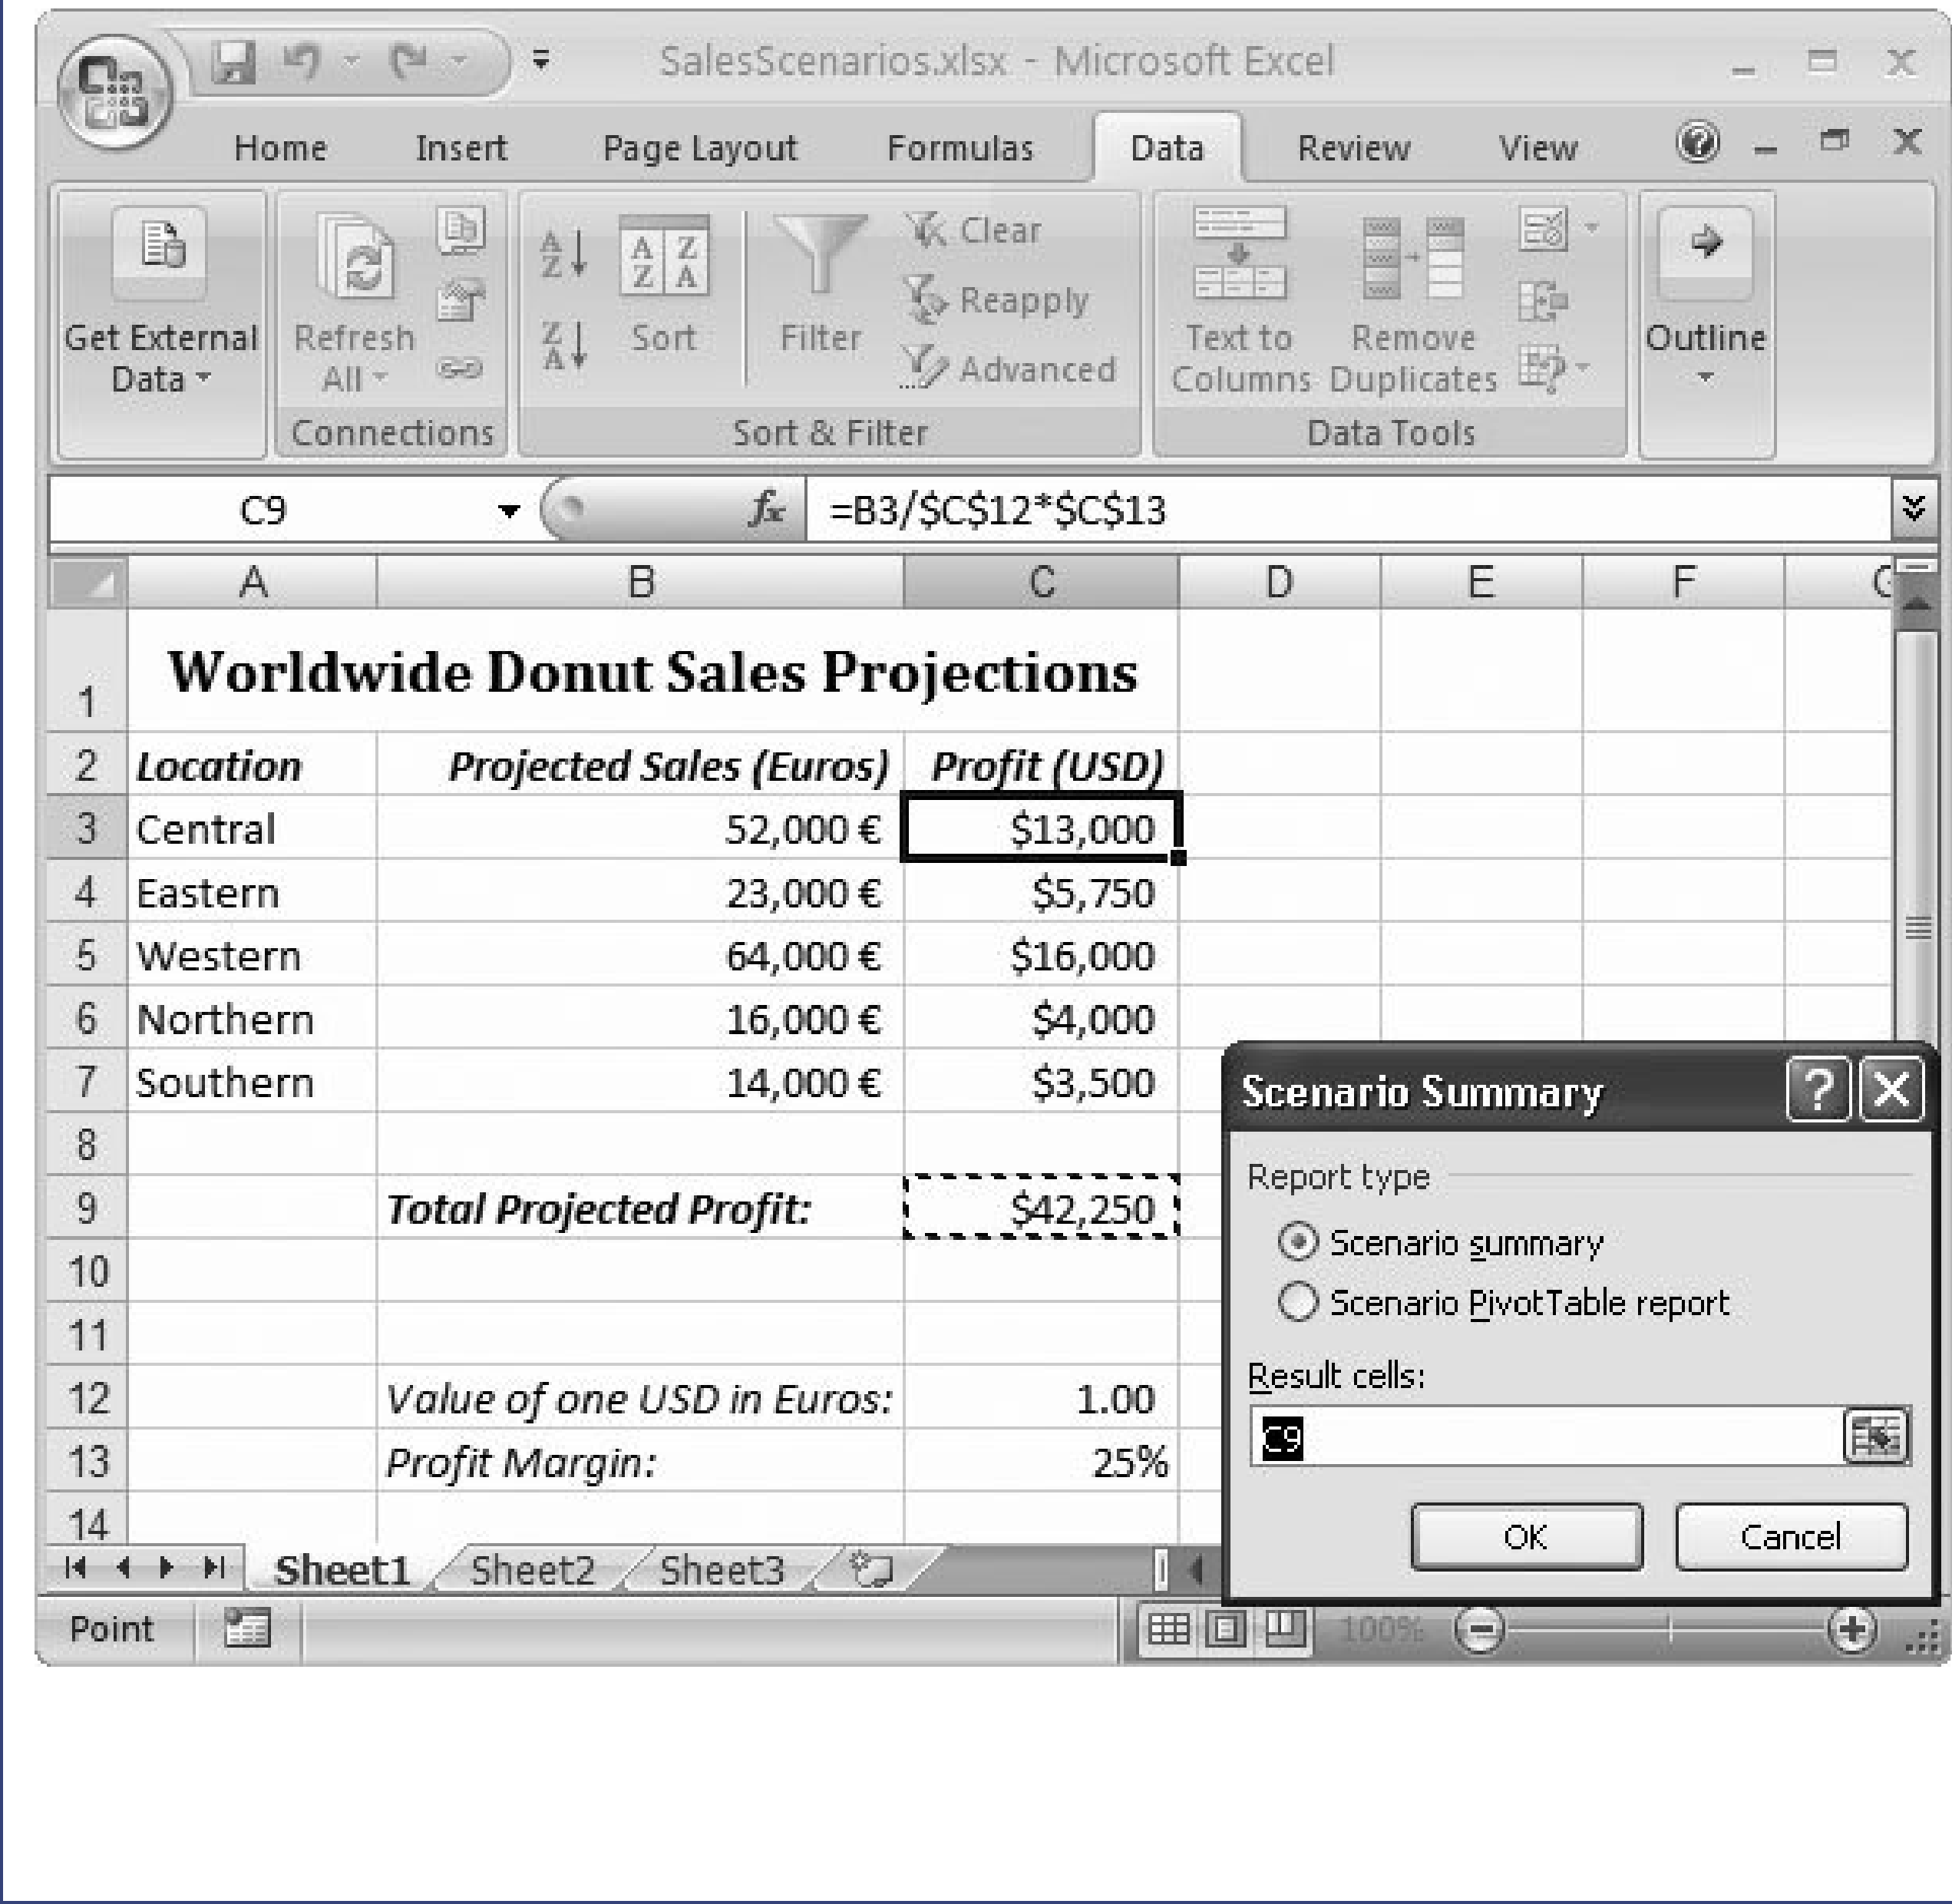 SalesScenarios.xlsx - Microsoft Excel
Home Insert Page Layout Formulas Data Review View
Get External Data
Refresh All
Connections
A Z
Z A
A Z Z A
Sort
Filter
Clear
Reapply
Advanced
Sort & Filter
Text to Columns
Remove Duplicates
Data Tools
Outline
C9 fx =B3/$C$12*$C$13
A B C D E F
1 Worldwide Donut Sales Projections
2 Location Projected Sales (Euros) Profit (USD)
3 Central 52,000 € $13,000
4 Eastern 23,000 € $5,750
5 Western 64,000 € $16,000
6 Northern 16,000 € $4,000
7 Southern 14,000 € $3,500
8
9 Total Projected Profit: $42,250
10
11
12 Value of one USD in Euros: 1.00
13 Profit Margin: 25%
14
Scenario Summary ?
Report type
Scenario summary
Scenario PivotTable report
Result cells:
C9
OK Cancel
Sheet1 Sheet2 Sheet3
Point 100%